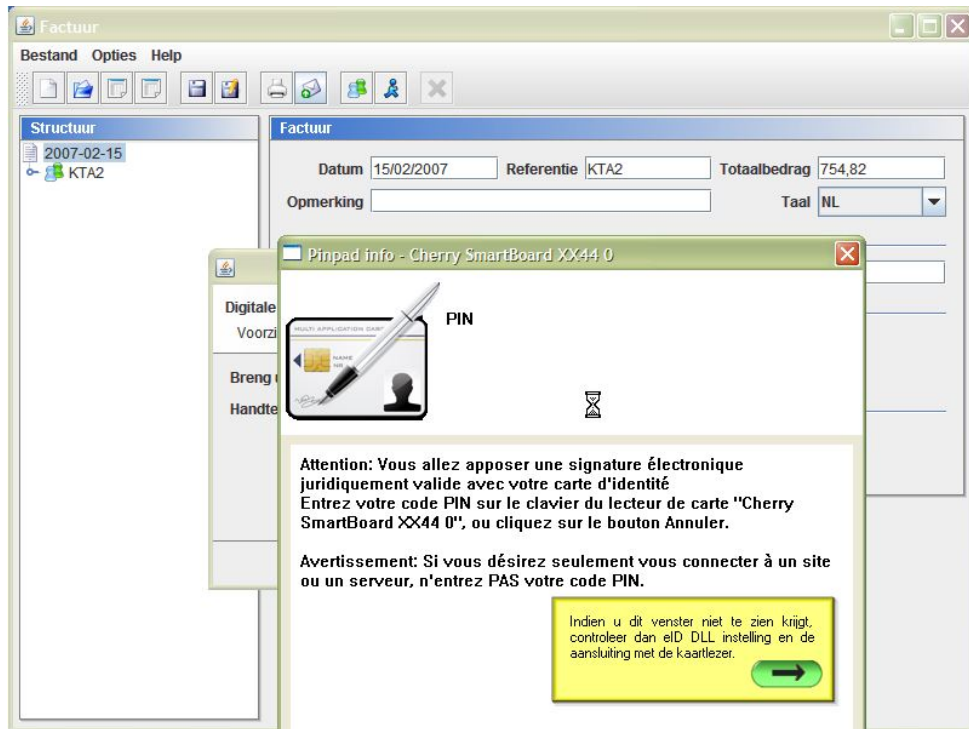 Factuur
Bestand Opties Help
Structuur
2007-02-15
KTA2
Factuur
Datum 15/02/2007 Referentie KTA2 Totaalbedrag 754,82
Opmerking Taal NL
Pinpad info - Cherry SmartBoard XX44 0
Digitale
Voorzi
Breng
Handte
MULTI APPLICATION CARD
NAME
NR
PIN
Attention: Vous allez apposer une signature électronique
juridiquement valide avec votre carte d'identité
Entrez votre code PIN sur le clavier du lecteur de carte "Cherry
SmartBoard XX44 0", ou cliquez sur le bouton Annuler.
Avertissement: Si vous désirez seulement vous connecter à un site
ou un serveur, n'entrez PAS votre code PIN.
Indien u dit venster niet te zien krijgt,
controleer dan eID DLL instelling en de
aansluiting met de kaartlezer.